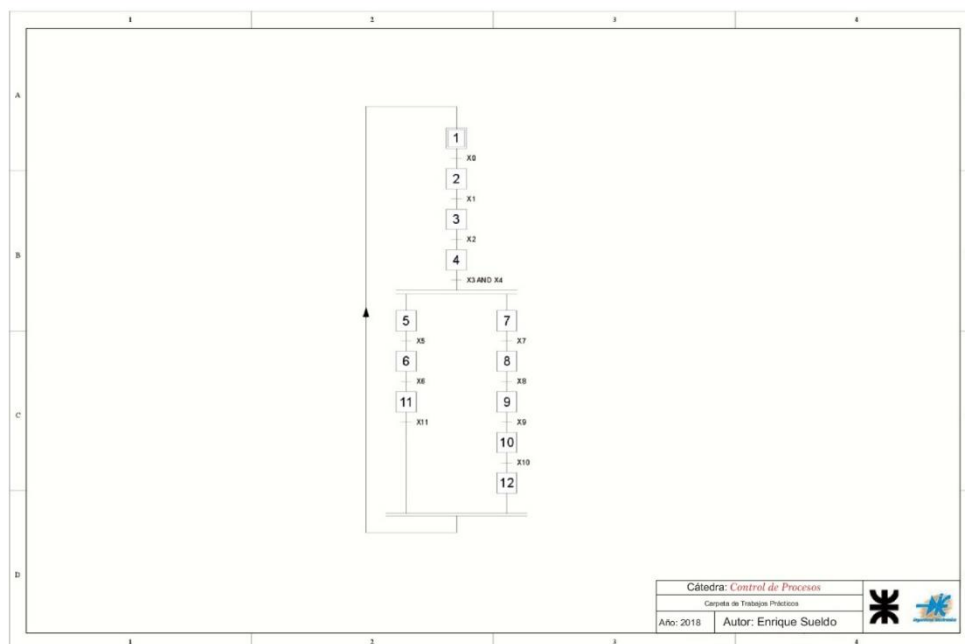 1 2 3 4
A
1
X0
2
X1
3
X2
B
4
X3 AND X4
5 7
X5 X7
6 8
X6 X8
C
11 9
X11 X9
10
X10
12
D
Cátedra: Control de Procesos
Carpeta de Trabajos Prácticos
Año: 2018 Autor: Enrique Sueldo
1 2 3 4